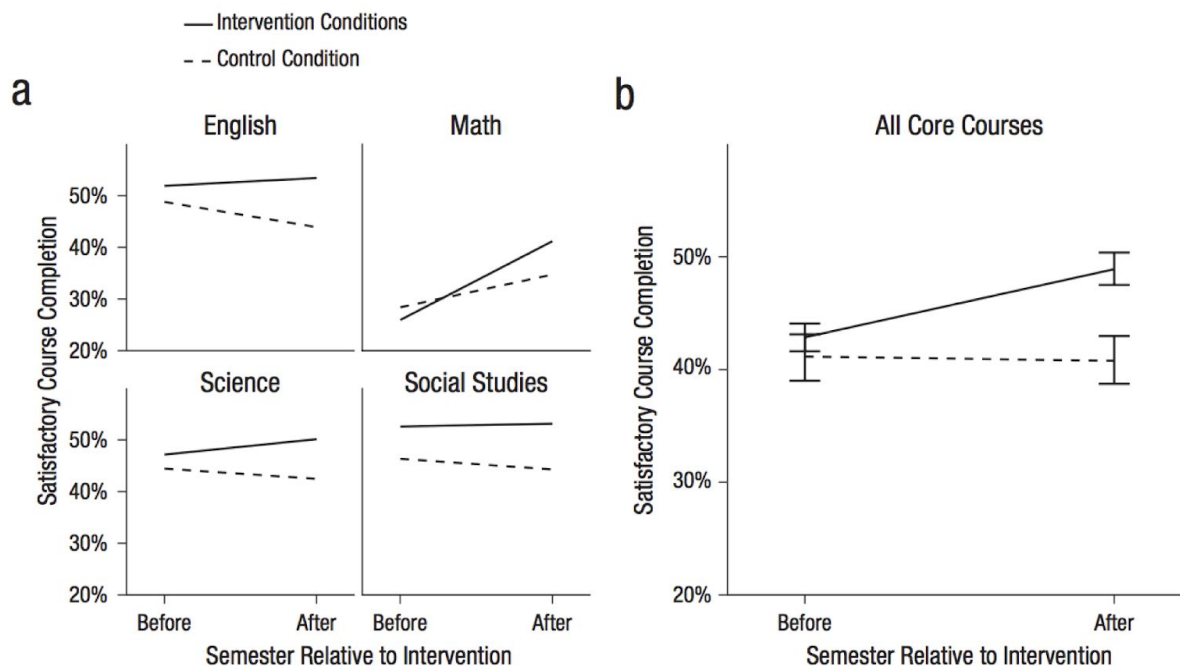 Intervention Conditions
Control Condition
a
English
Math
50%
40%
30%
20%
Science
Social Studies
50%
40%
30%
20%
Satisfactory Course Completion
Before
After
Before
After
Semester Relative to Intervention
b
All Core Courses
50%
40%
30%
20%
Satisfactory Course Completion
Before
After
Semester Relative to Intervention